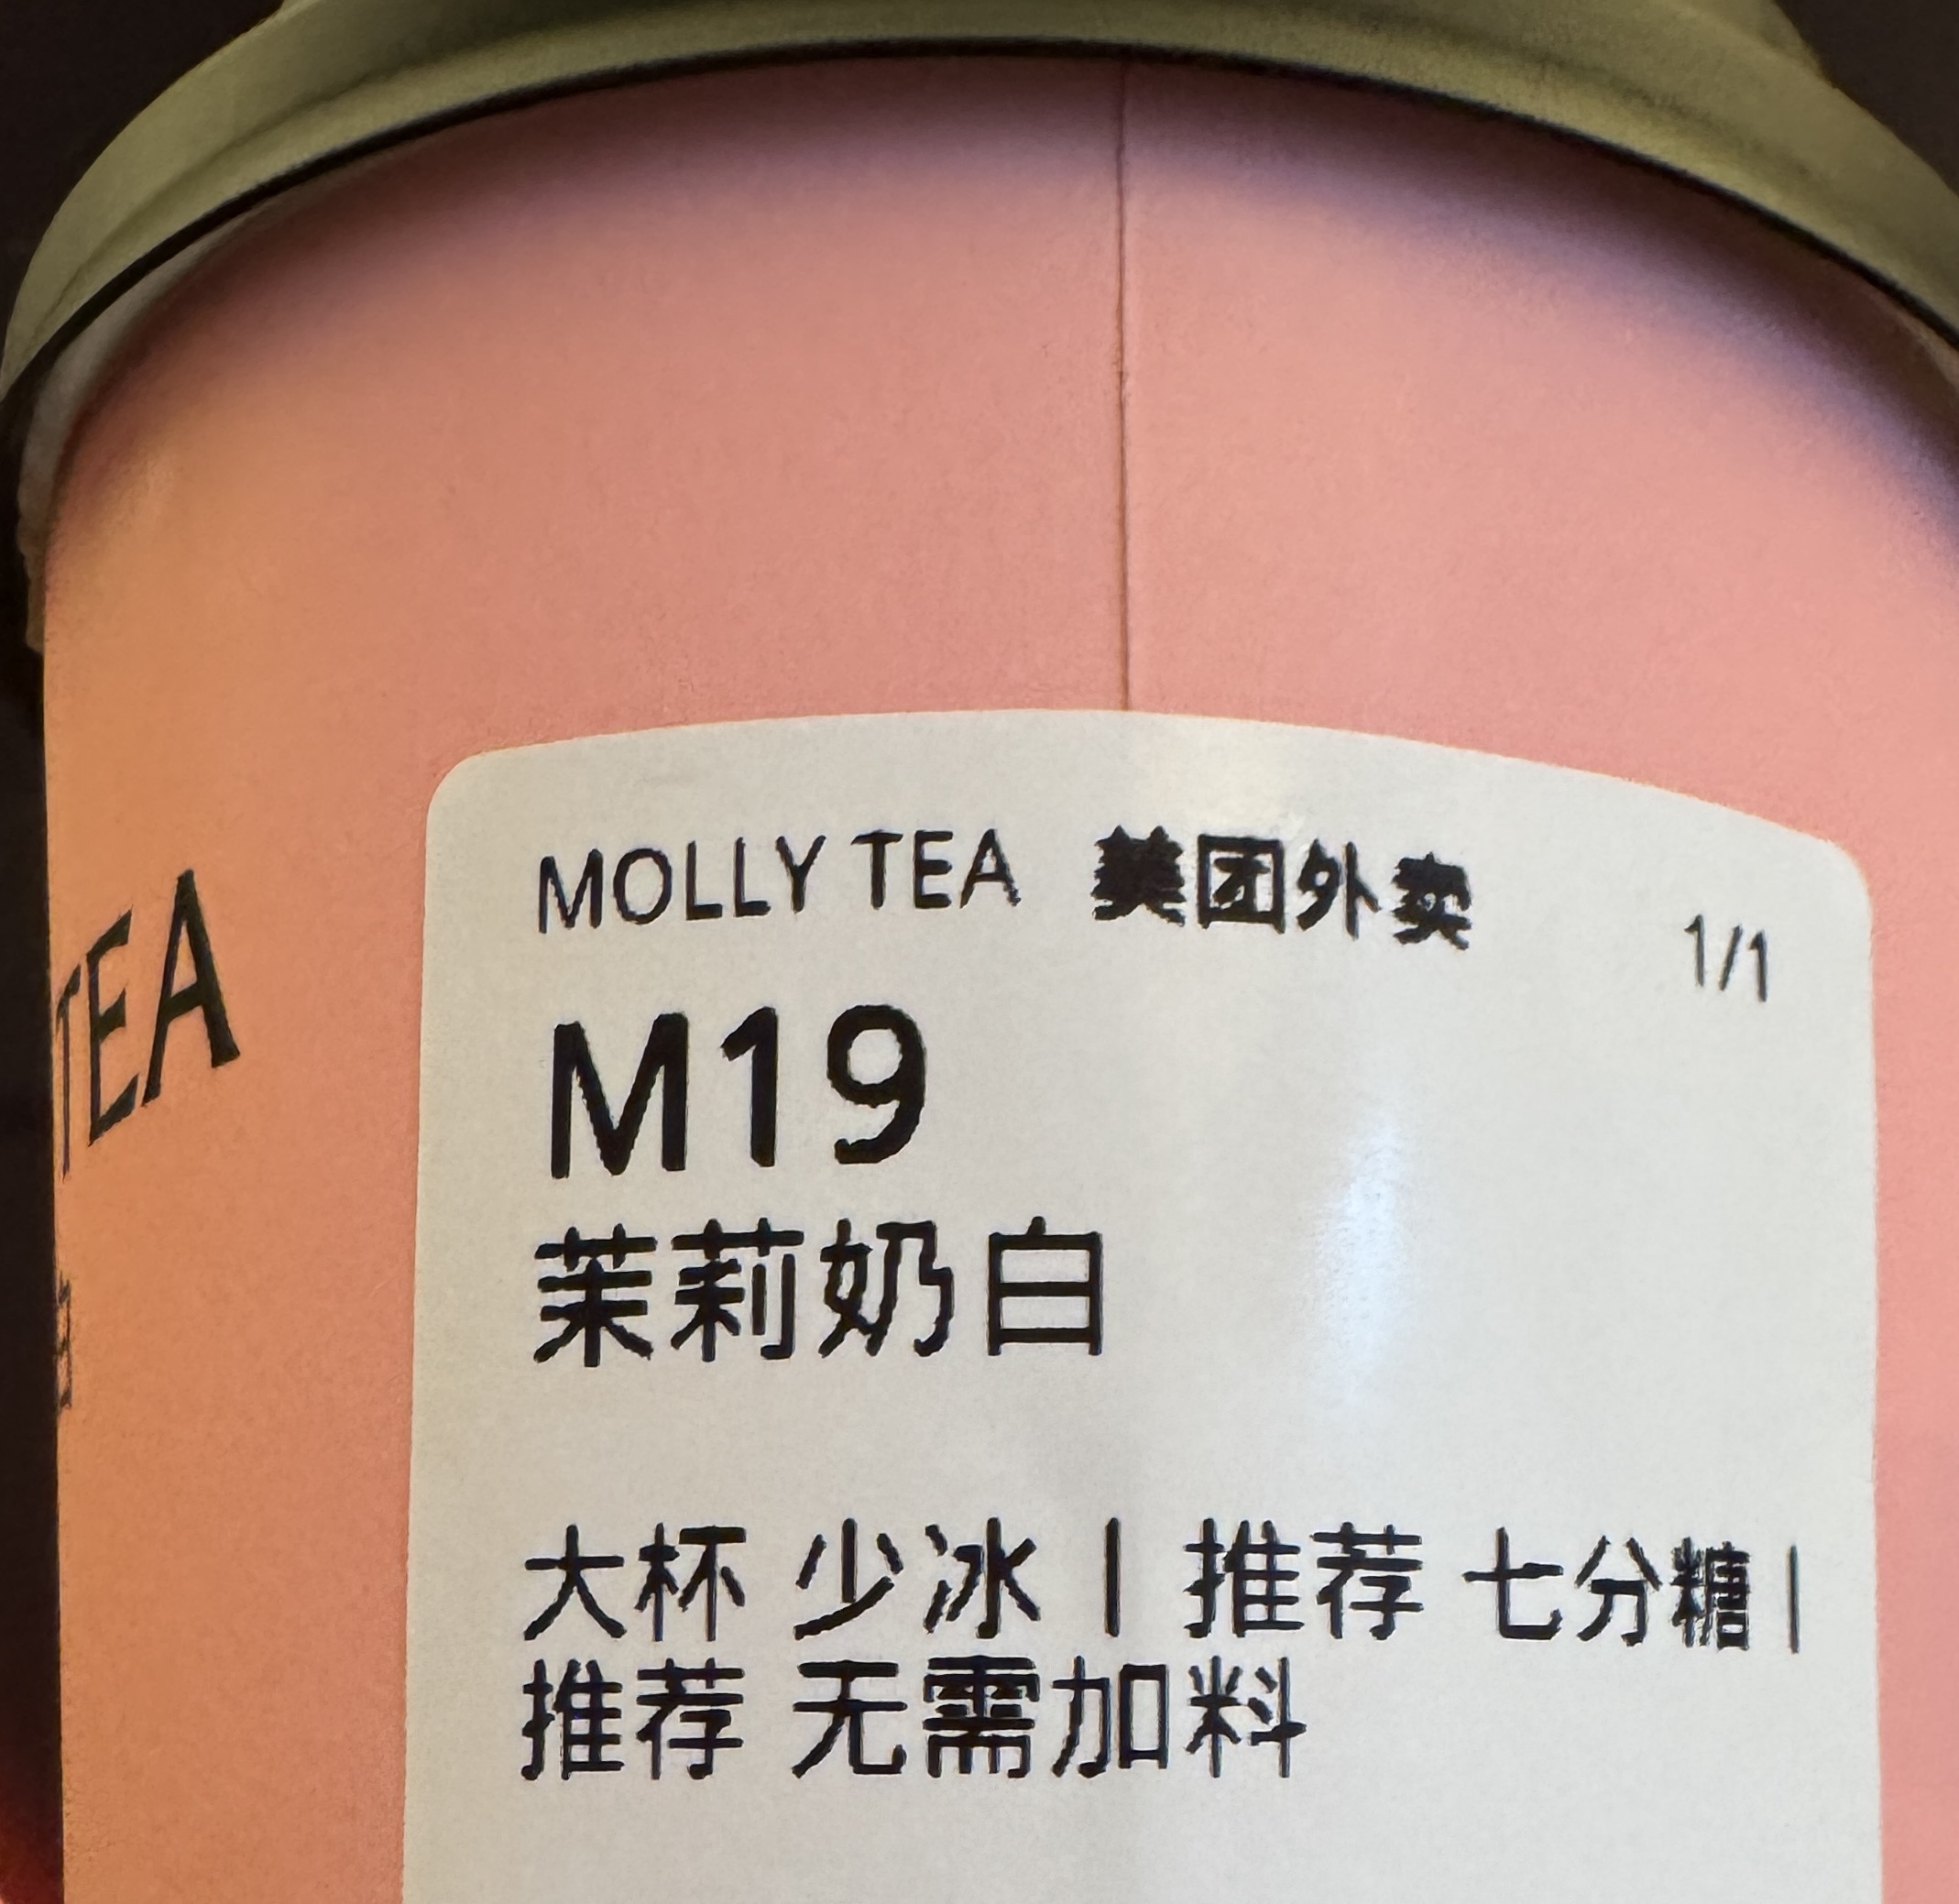 TEA
MOLLY TEA 美团外卖 1/1
M19
茉莉奶白
大杯 少冰 | 推荐 七分糖 |
推荐 无需加料